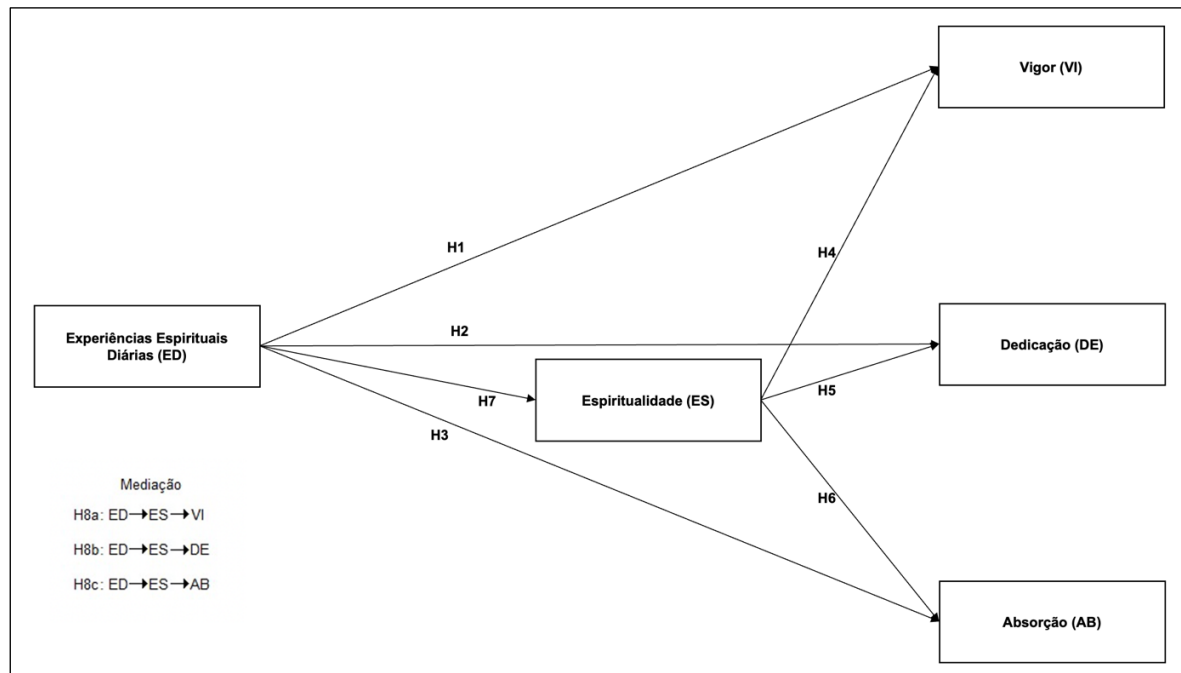 Vigor (VI)
H1
H4
Experiências Espirituais
Diárias (ED)
H2
Dedicação (DE)
H7
Espiritualidade (ES)
H5
H3
Mediação
H8a: ED→ES→VI
H6
H8b: ED→ES→DE
H8c: ED→ES→AB
Absorção (AB)